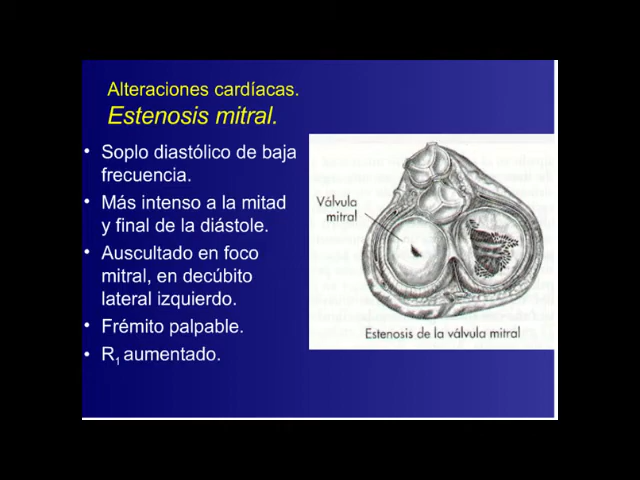 Alteraciones cardíacas.
Estenosis mitral.
• Soplo diastólico de baja
frecuencia.
• Más intenso a la mitad
y final de la diástole.
• Auscultado en foco
mitral, en decúbito
lateral izquierdo.
• Frémito palpable.
• R1 aumentado.
Válvula
mitral
Estenosis de la válvula mitral